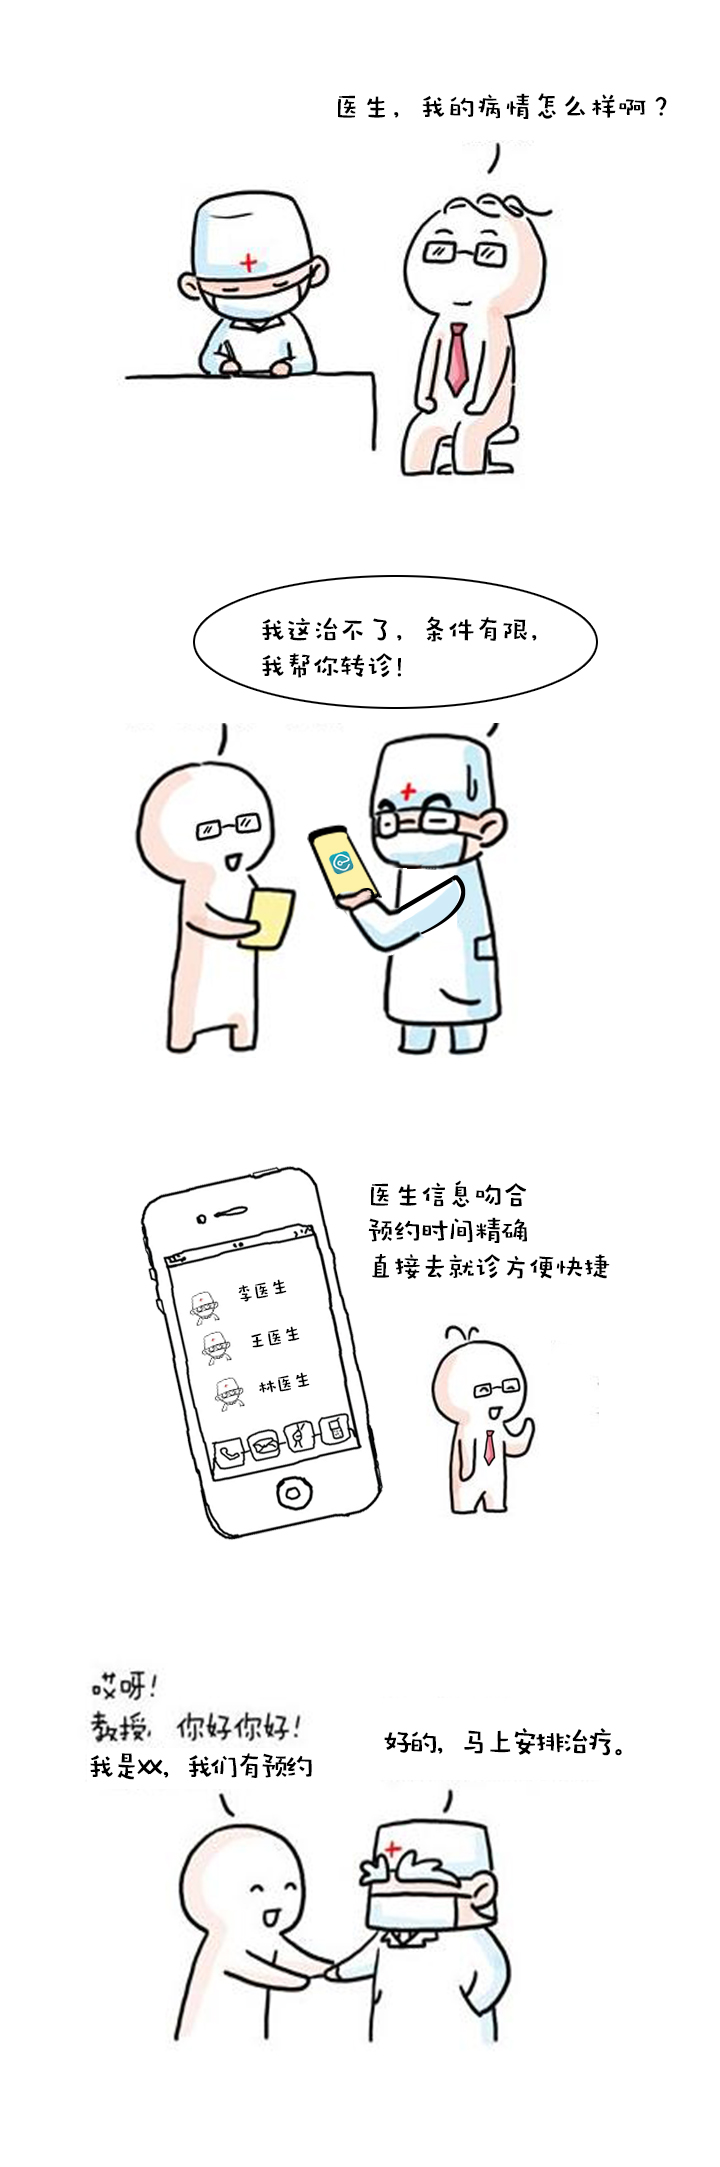 医生，我的病情怎么样啊？
我这治不了，条件有限，
我帮你转诊！
医生信息吻合
预约时间精确
直接去就诊方便快捷
李医生
王医生
林医生
哎呀！
教授，你好你好！
我是XX，我们有预约
好的，马上安排治疗。